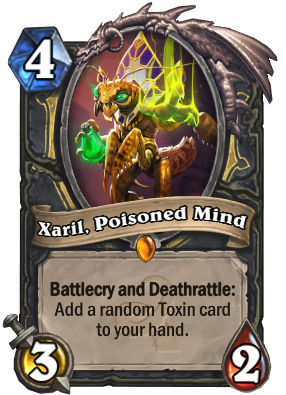 4
Xaril, Poisoned Mind
Battlecry and Deathrattle:
Add a random Toxin card
to your hand.
3
2